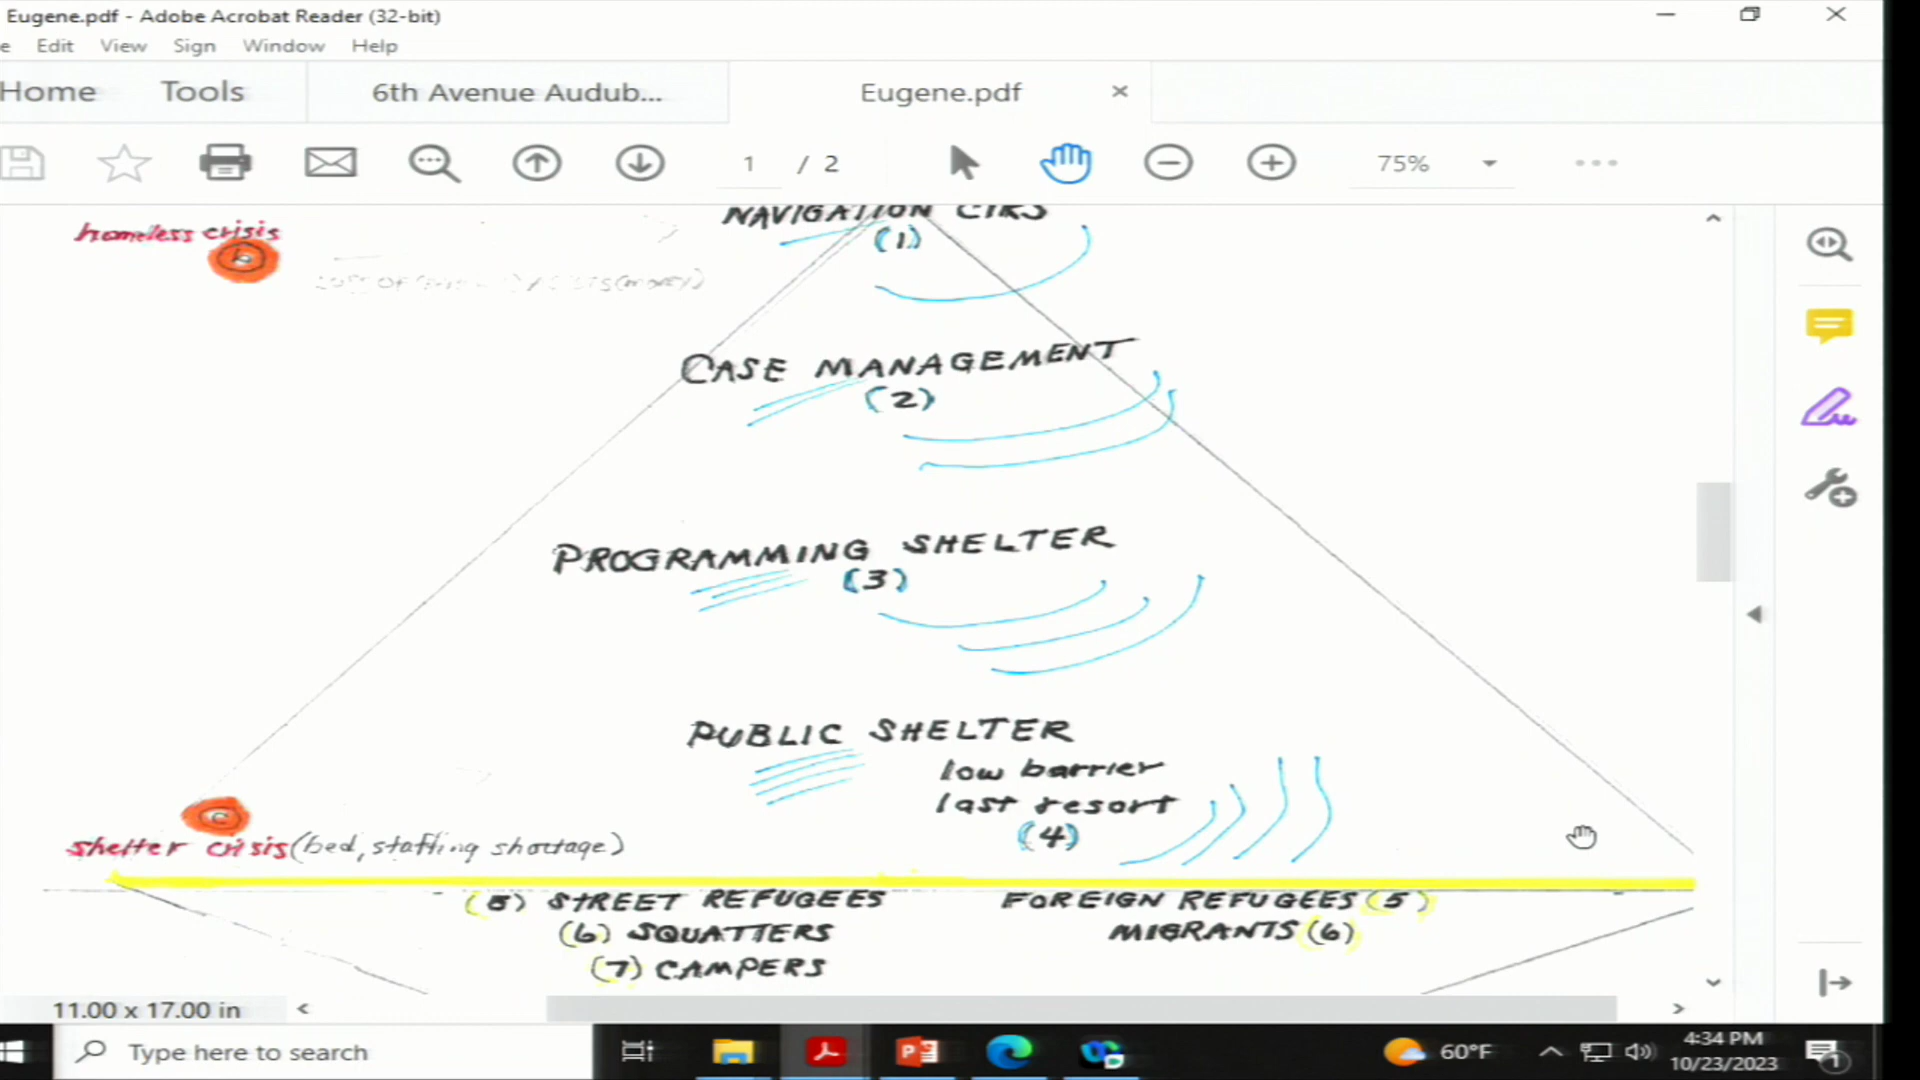 Eugene.pdf - Adobe Acrobat Reader (32-bit)
e Edit View Sign Window Help
Home Tools 6th Avenue Audub... Eugene.pdf ×
1 / 2 75%
NAVIGATION CTRS
homeless crisis
(1)
b
CASE MANAGEMENT
(2)
PROGRAMMING SHELTER
(3)
PUBLIC SHELTER
low barrier
last resort
(4)
c
shelter crisis (bed, staffing shortage)
(5) STREET REFUGEES FOREIGN REFUGEES (5)
(6) SQUATTERS MIGRANTS (6)
(7) CAMPERS
11.00 x 17.00 in
Type here to search
60°F
4:34 PM
10/23/2023
1